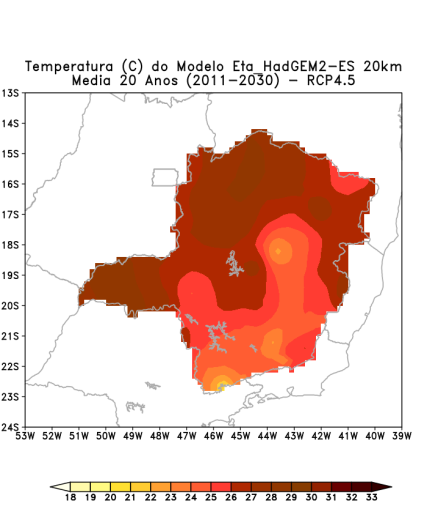 Temperatura (C) do Modelo Eta_HadGEM2-ES 20km
Media 20 Anos (2011-2030) - RCP4.5
13S
14S
15S
16S
17S
18S
19S
20S
21S
22S
23S
24S
53W 52W 51W 50W 49W 48W 47W 46W 45W 44W 43W 42W 41W 40W 39W
18 19 20 21 22 23 24 25 26 27 28 29 30 31 32 33